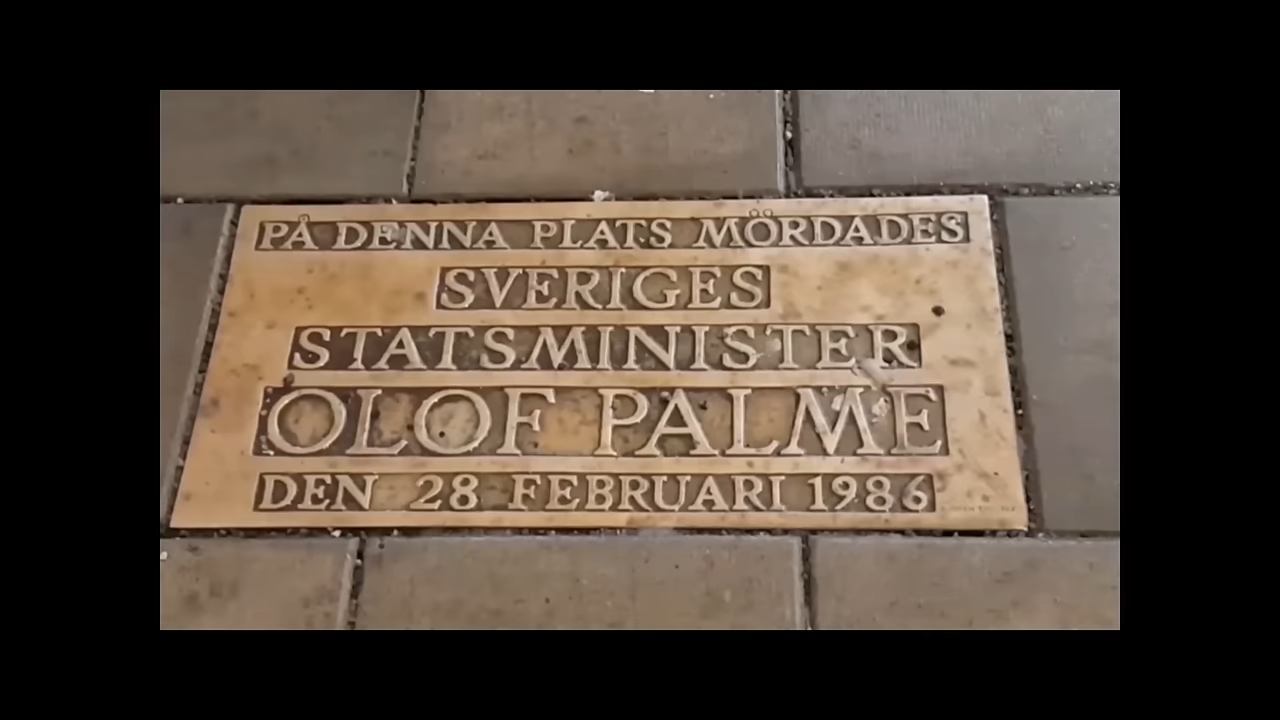 PÅ DENNA PLATS MÖRDADES
SVERIGES
STATSMINISTER
OLOF PALME
DEN 28 FEBRUARI 1986